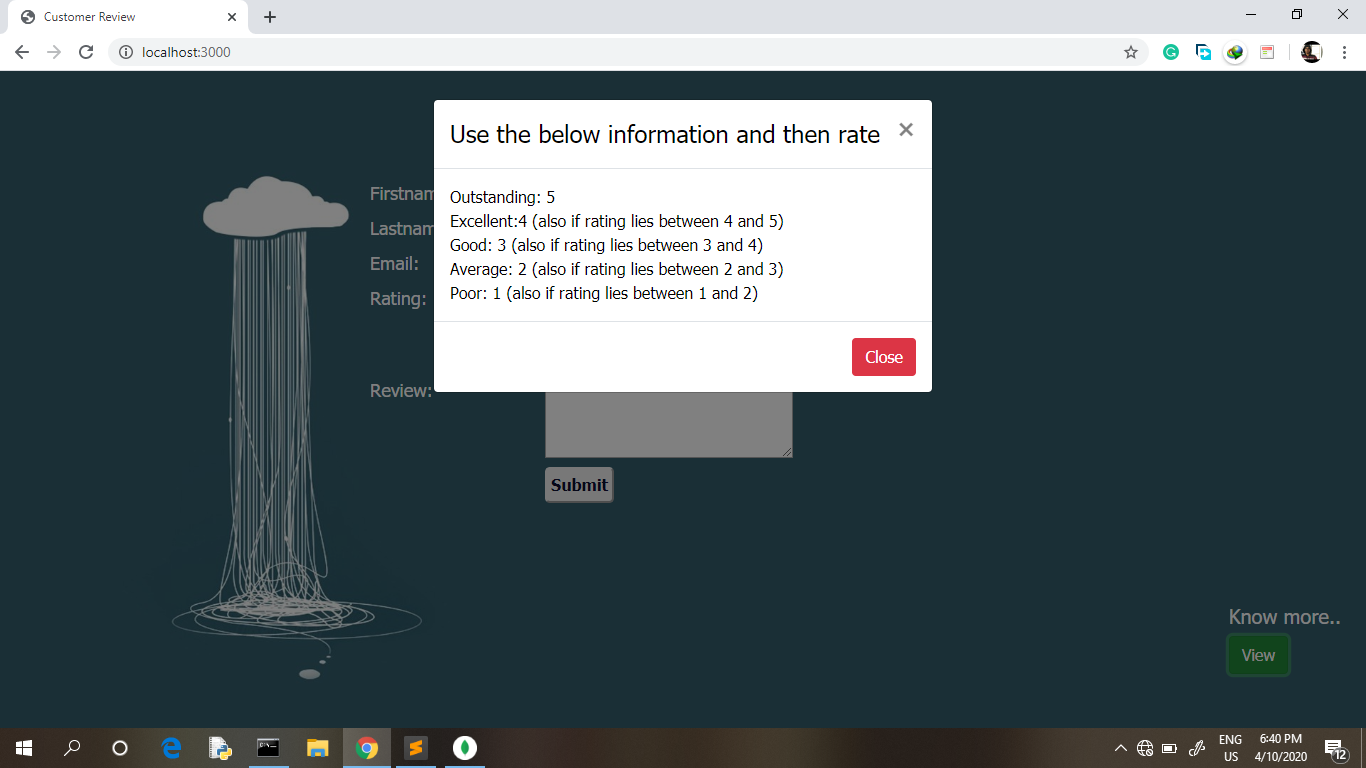 Customer Review
localhost:3000
Use the below information and then rate
Outstanding: 5
Excellent:4 (also if rating lies between 4 and 5)
Good: 3 (also if rating lies between 3 and 4)
Average: 2 (also if rating lies between 2 and 3)
Poor: 1 (also if rating lies between 1 and 2)
Close
Firstnam
Lastnam
Email:
Rating:
Review:
Submit
Know more..
View
ENG
US
6:40 PM
4/10/2020
12